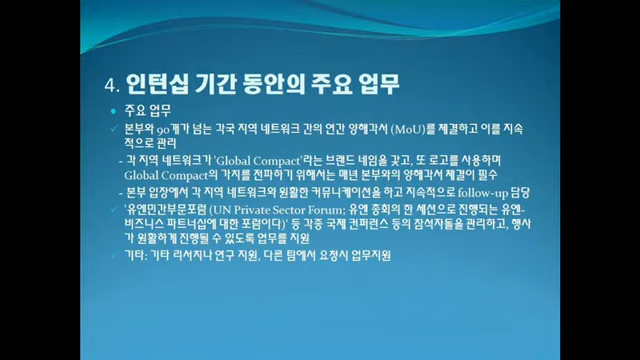 4. 인턴십 기간 동안의 주요 업무
주요 업무
본부와 90개가 넘는 각국 지역 네트워크 간의 연간 양해각서 (MoU)를 체결하고 이를 지속
적으로 관리
- 각 지역 네트워크가 'Global Compact'라는 브랜드 네임을 갖고, 또 로고를 사용하며
Global Compact의 가치를 전파하기 위해서는 매년 본부와의 양해각서 체결이 필수
- 본부 입장에서 각 지역 네트워크와 원활한 커뮤니케이션을 하고 지속적으로 follow-up 담당
'유엔민간부문포럼 (UN Private Sector Forum; 유엔 총회의 한 세션으로 진행되는 유엔-
비즈니스 파트너십에 대한 포럼이다)' 등 각종 국제 컨퍼런스 등의 참석자들을 관리하고, 행사
가 원활하게 진행될 수 있도록 업무를 지원
기타: 기타 리서치나 연구 지원, 다른 팀에서 요청시 업무지원